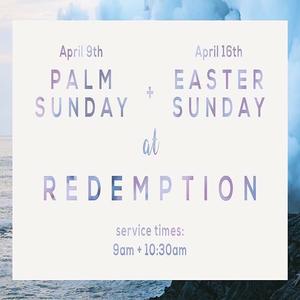 April 9th
PALM
SUNDAY
+
April 16th
EASTER
SUNDAY
at
REDEMPTION
service times:
9am + 10:30am